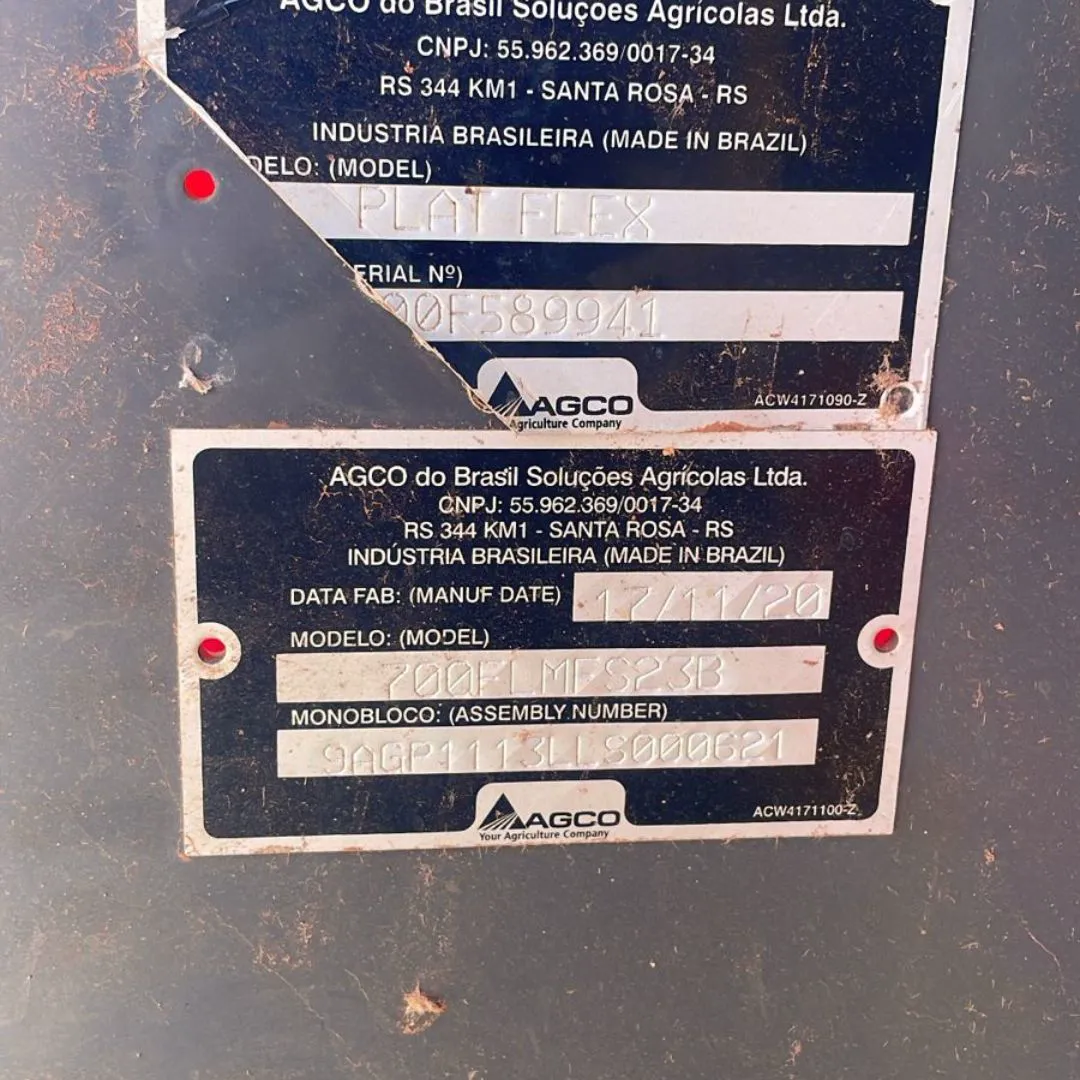 AGCO do Brasil Soluções Agrícolas Ltda.
CNPJ: 55.962.369/0017-34
RS 344 KM1 - SANTA ROSA - RS
INDÚSTRIA BRASILEIRA (MADE IN BRAZIL)
DELO: (MODEL)
PLAT FLEX
ERIAL Nº)
00F589941
AGCO
Agriculture Company
ACW4171090-Z
AGCO do Brasil Soluções Agrícolas Ltda.
CNPJ: 55.962.369/0017-34
RS 344 KM1 - SANTA ROSA - RS
INDÚSTRIA BRASILEIRA (MADE IN BRAZIL)
DATA FAB: (MANUF DATE) 17/11/20
MODELO: (MODEL)
700FLMFS23B
MONOBLOCO: (ASSEMBLY NUMBER)
9AGP1113LLS000621
AGCO
Your Agriculture Company
ACW4171100-Z